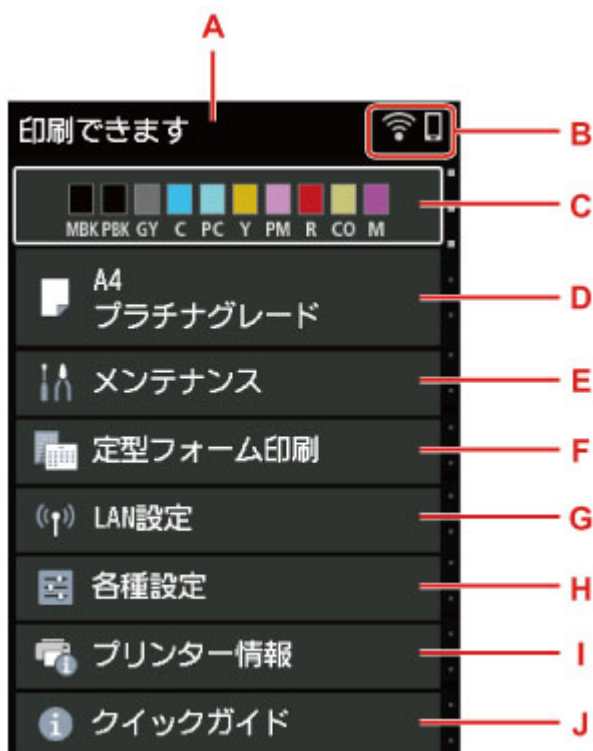 A
印刷できます
B
C
MBK PBK GY C PC Y PM R CO M
A4
プラチナグレード
D
メンテナンス
E
定型フォーム印刷
F
LAN設定
G
各種設定
H
プリンター情報
I
クイックガイド
J